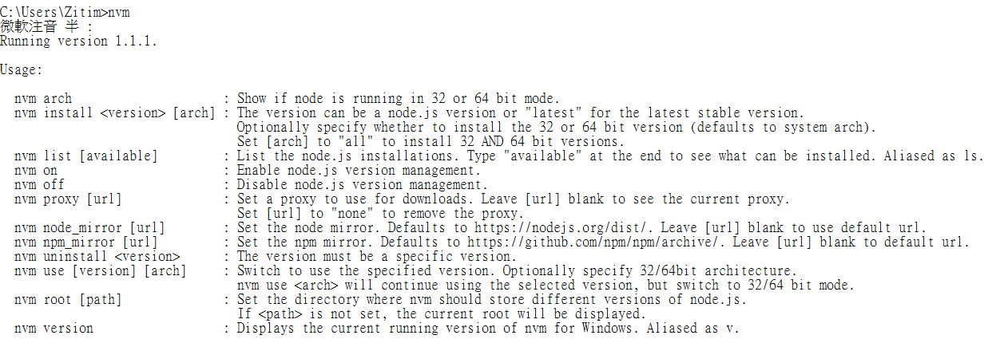 C:\Users\Zitim>nvm
微軟注音 半 :
Running version 1.1.1.
Usage:
nvm arch : Show if node is running in 32 or 64 bit mode.
nvm install <version> [arch] : The version can be a node.js version or "latest" for the latest stable version.
Optionally specify whether to install the 32 or 64 bit version (defaults to system arch).
Set [arch] to "all" to install 32 AND 64 bit versions.
nvm list [available] : List the node.js installations. Type "available" at the end to see what can be installed. Aliased as ls.
nvm on : Enable node.js version management.
nvm off : Disable node.js version management.
nvm proxy [url] : Set a proxy to use for downloads. Leave [url] blank to see the current proxy.
Set [url] to "none" to remove the proxy.
nvm node_mirror [url] : Set the node mirror. Defaults to https://nodejs.org/dist/. Leave [url] blank to use default url.
nvm npm_mirror [url] : Set the npm mirror. Defaults to https://github.com/npm/npm/archive/. Leave [url] blank to default url.
nvm uninstall <version> : The version must be a specific version.
nvm use [version] [arch] : Switch to use the specified version. Optionally specify 32/64bit architecture.
nvm use <arch> will continue using the selected version, but switch to 32/64 bit mode.
nvm root [path] : Set the directory where nvm should store different versions of node.js.
If <path> is not set, the current root will be displayed.
nvm version : Displays the current running version of nvm for Windows. Aliased as v.